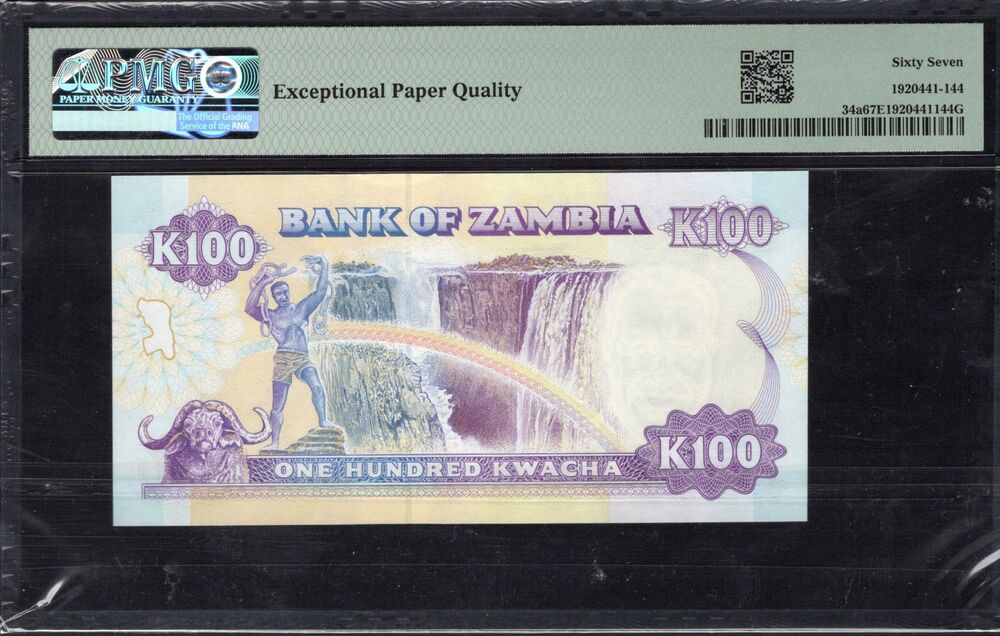 PMG
PAPER MONEY GUARANTY
The Official Grading
Service of the ANA
Exceptional Paper Quality
Sixty Seven
1920441-144
34a67E1920441144G
BANK OF ZAMBIA
K100
K100
K100
ONE HUNDRED KWACHA